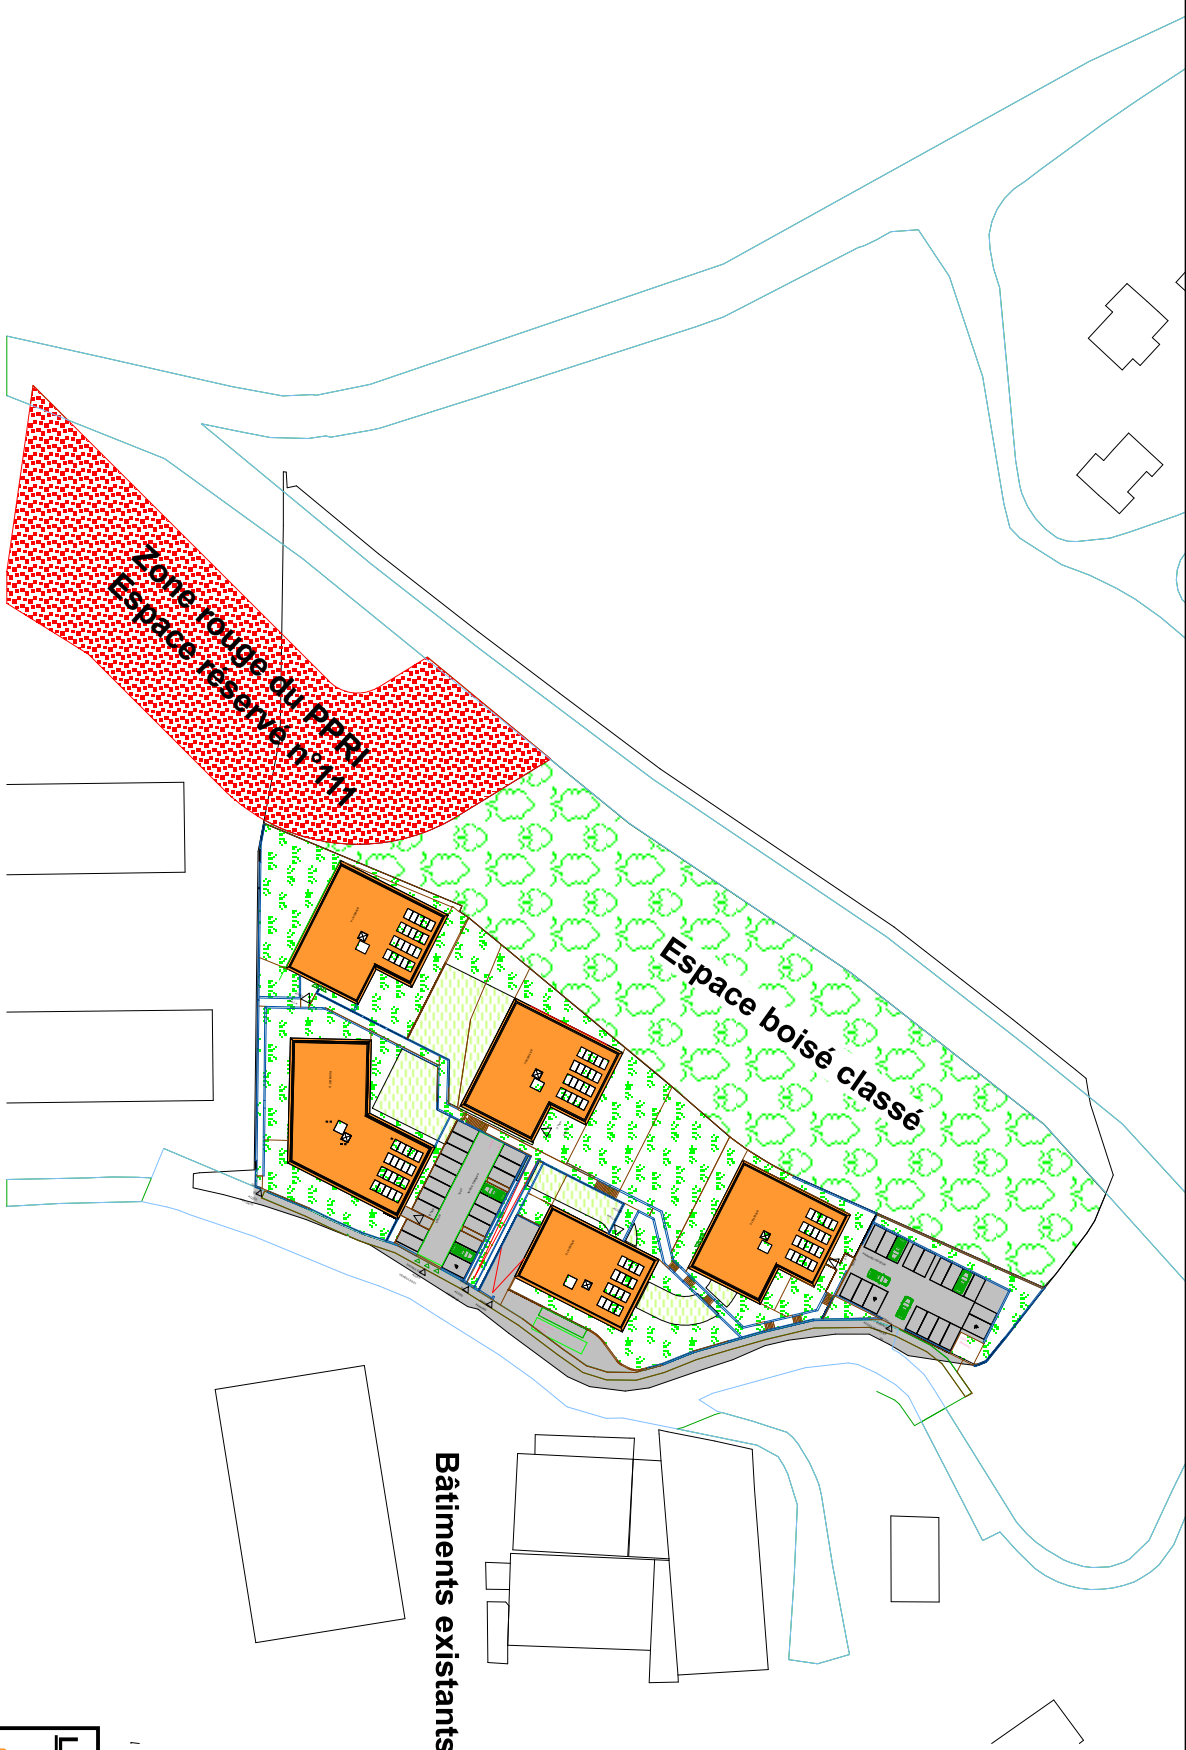 Zone rouge du PPRI
Espace réservé n°111
Espace boisé classé
Bâtiments existants
L